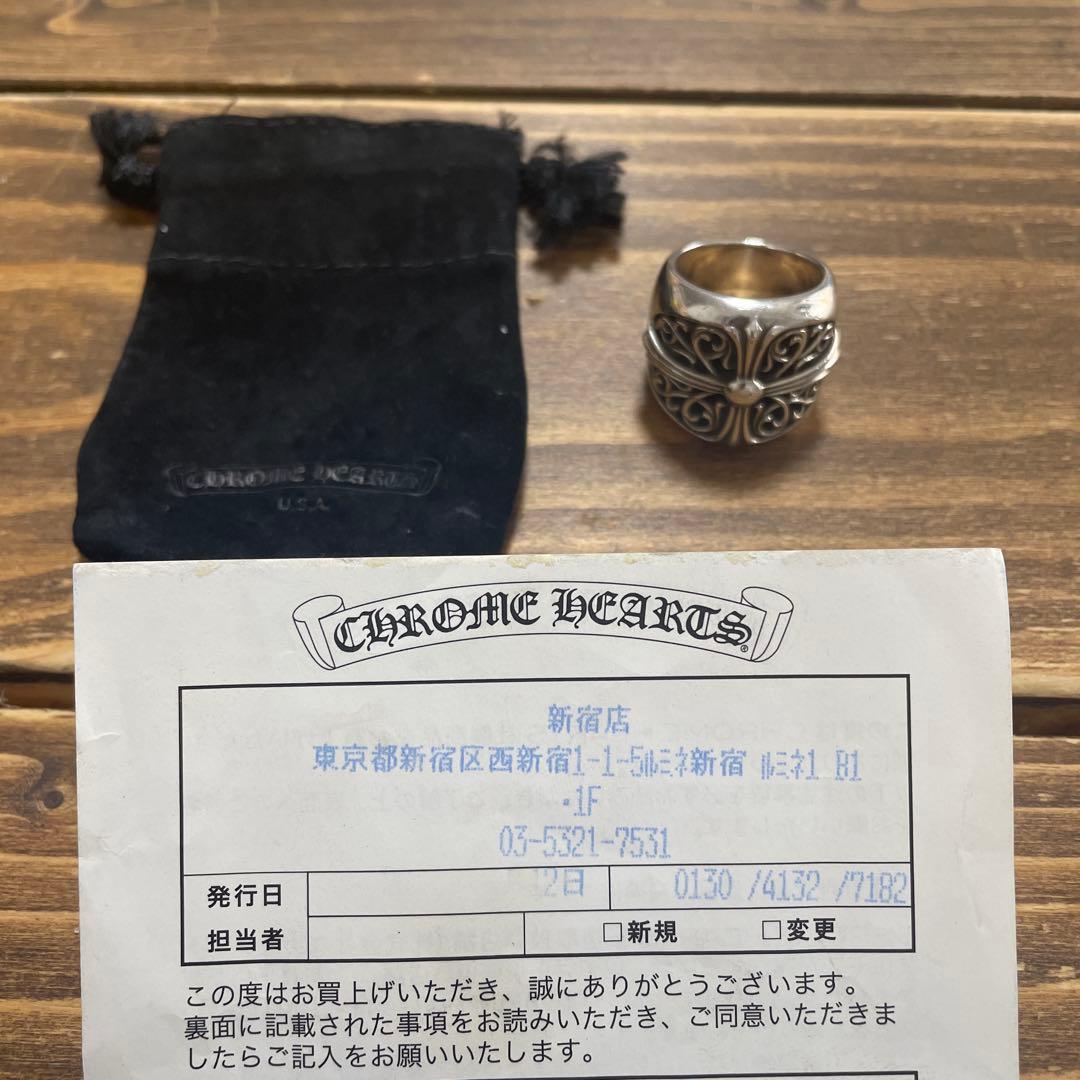 CHROME HEARTS
U.S.A.
CHROME HEARTS®
新宿店
東京都新宿区西新宿1-1-5ﾙﾐﾈ新宿 ﾙﾐﾈ1 B1
・1F
03-5321-7531
発行日 12日 0130 /4132 /7182
担当者 □新規 □変更
この度はお買上げいただき、誠にありがとうございます。
裏面に記載された事項をお読みいただき、ご同意いただきま
したらご記入をお願いいたします。